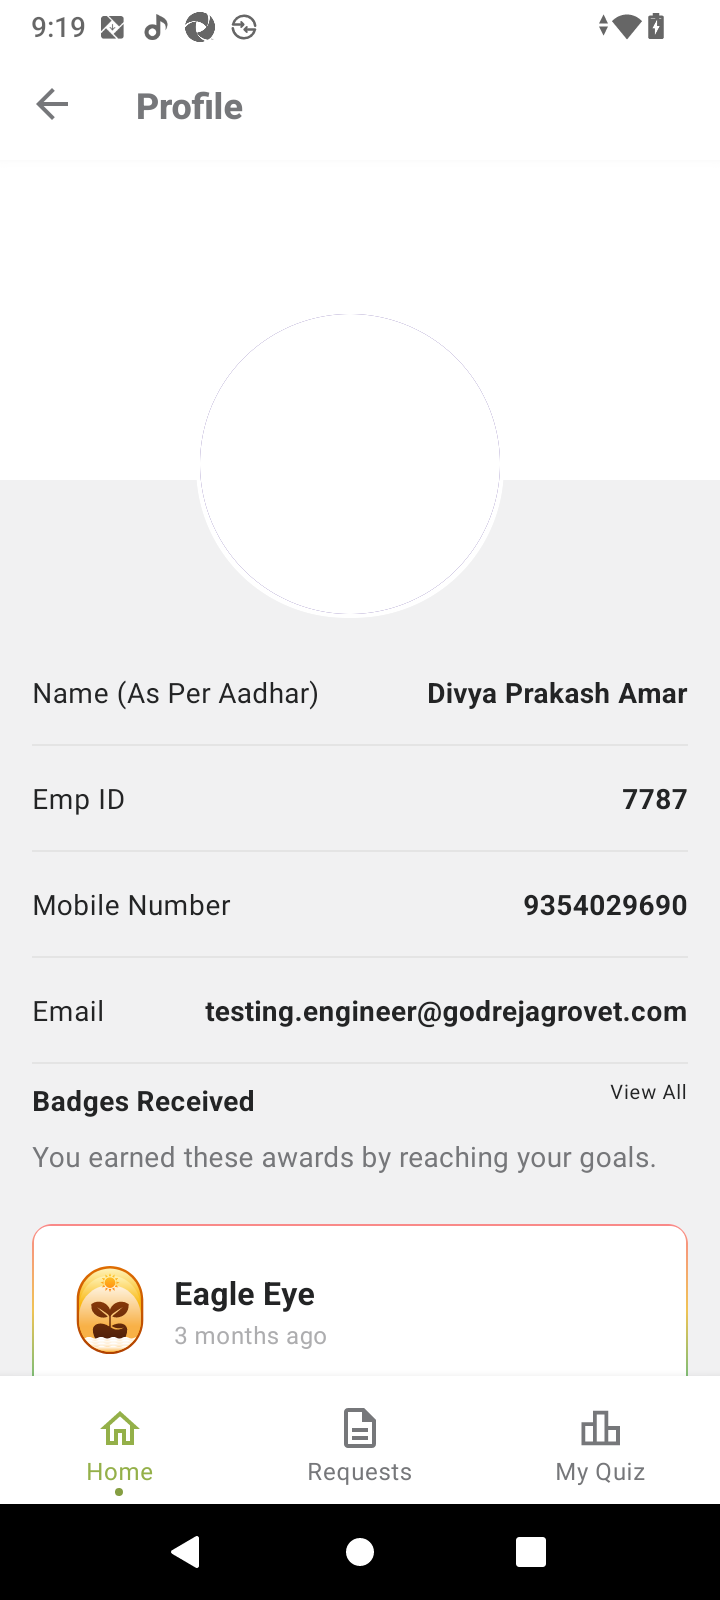 9:19
Profile
Name (As Per Aadhar) Divya Prakash Amar
Emp ID 7787
Mobile Number 9354029690
Email testing.engineer@godrejagrovet.com
Badges Received View All
You earned these awards by reaching your goals.
Eagle Eye
3 months ago
Home Requests My Quiz